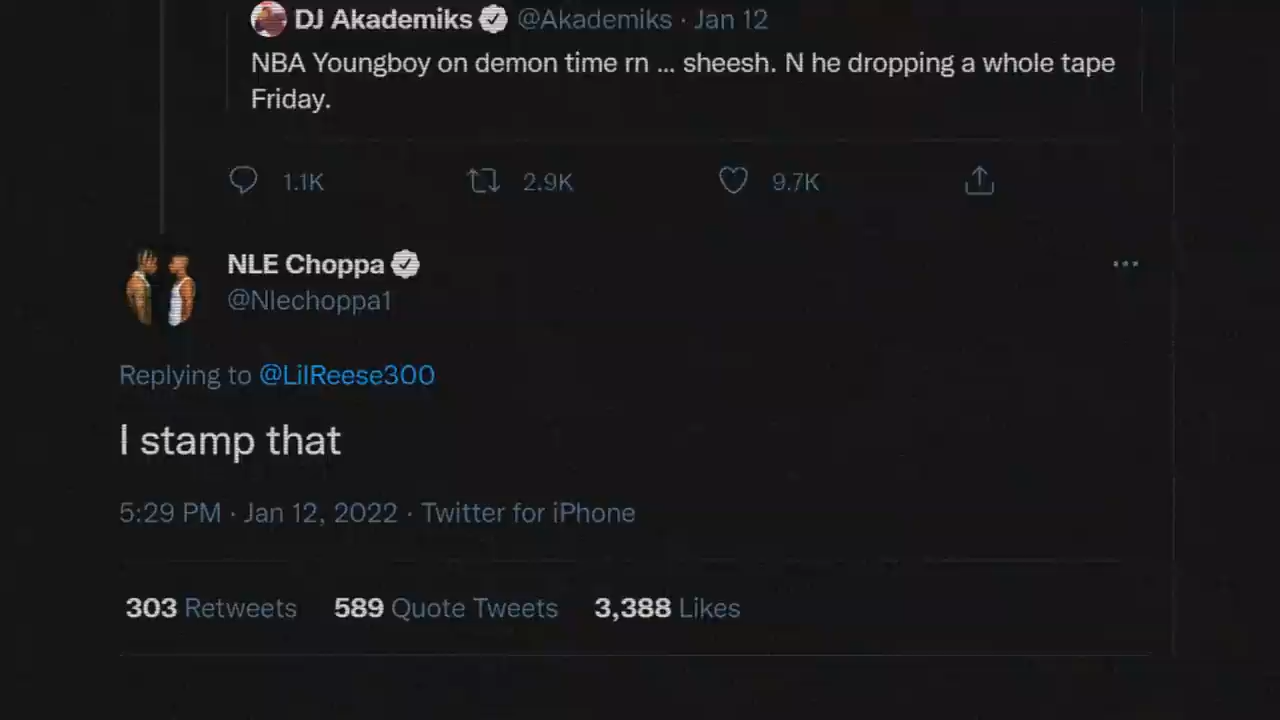 DJ Akademiks @Akademiks · Jan 12
NBA Youngboy on demon time rn ... sheesh. N he dropping a whole tape
Friday.
1.1K 2.9K 9.7K
NLE Choppa
@Nlechoppa1
Replying to @LilReese300
I stamp that
5:29 PM · Jan 12, 2022 · Twitter for iPhone
303 Retweets 589 Quote Tweets 3,388 Likes